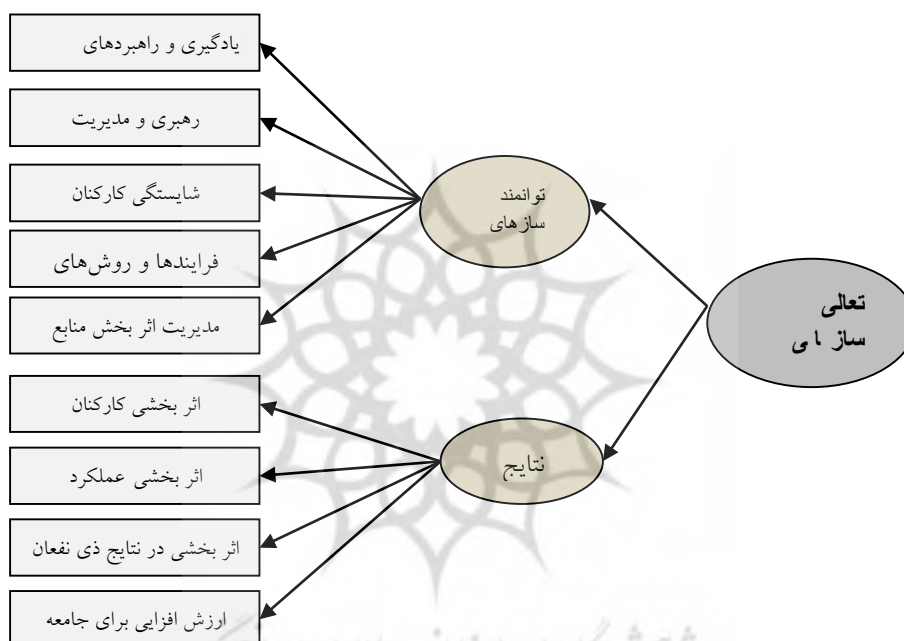 یادگیری و راهبردهای
رهبری و مدیریت
شایستگی کارکنان
فرایندها و روش‌های
مدیریت اثر بخش منابع
اثر بخشی کارکنان
اثر بخشی عملکرد
اثر بخشی در نتایج ذی نفعان
ارزش افزایی برای جامعه
توانمند
سازهای
نتایج
تعالی